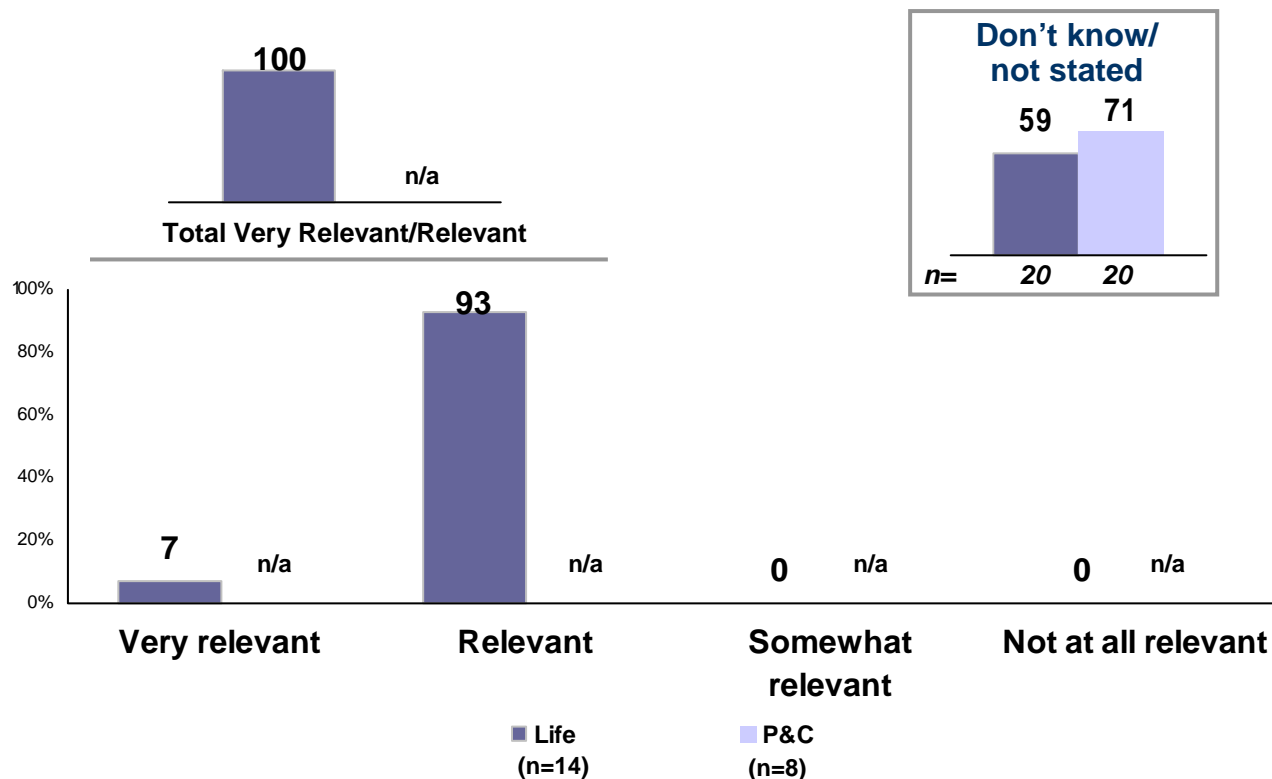 100
n/a
Total Very Relevant/Relevant
Don't know/
not stated
59 71
n= 20 20
100%
80%
60%
40%
20%
0%
7 n/a
93 n/a
0 n/a
0 n/a
Very relevant
Relevant
Somewhat
relevant
Not at all relevant
Life
(n=14)
P&C
(n=8)